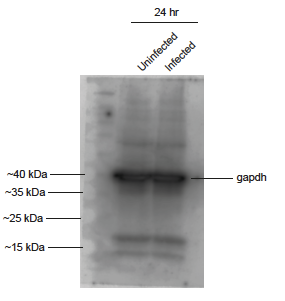 24 hr
Uninfected
Infected
~40 kDa
gapdh
~35 kDa
~25 kDa
~15 kDa